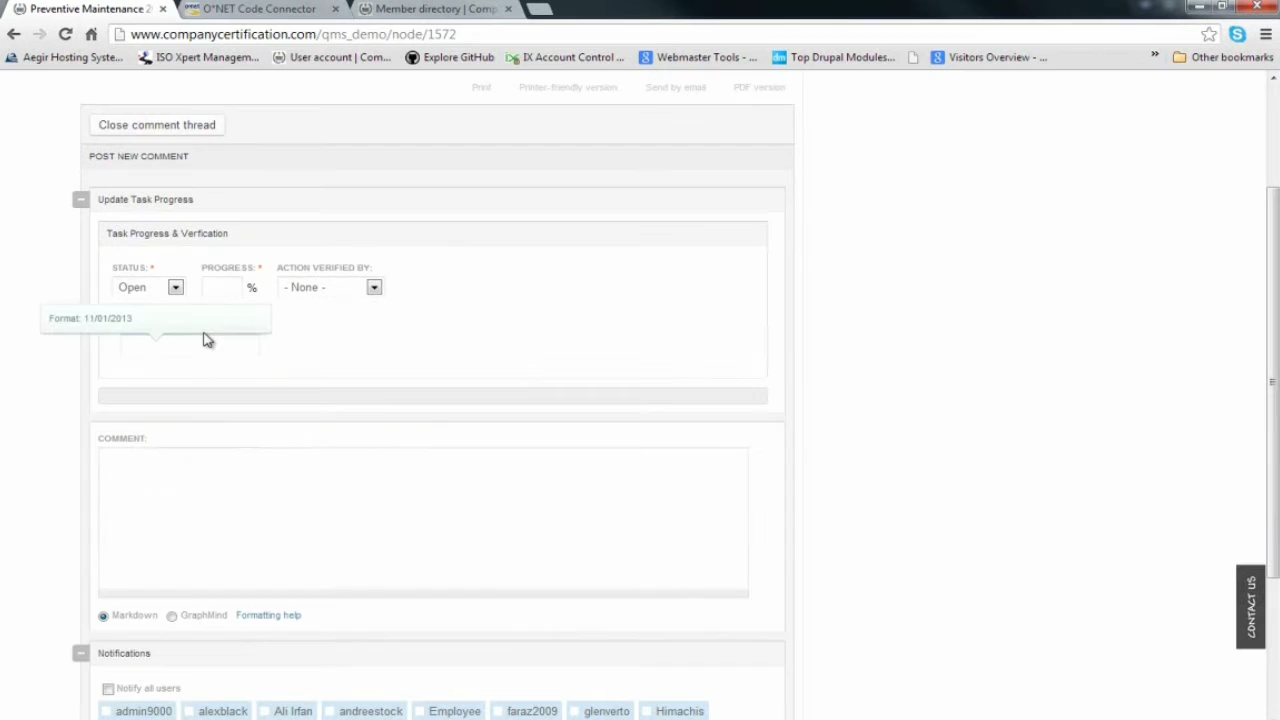 Preventive Maintenance 2 O*NET Code Connector Member directory | Comp
www.companycertification.com/qms_demo/node/1572
Aegir Hosting Syste... ISO Xpert Managem... User account | Com... Explore GitHub IX Account Control ... Webmaster Tools - ... Top Drupal Modules... Visitors Overview - ... » Other bookmarks
Print Printer-friendly version Send by email PDF version
Close comment thread
POST NEW COMMENT
Update Task Progress
Task Progress & Verfication
STATUS: * PROGRESS: * ACTION VERIFIED BY:
Open % - None -
Format: 11/01/2013
COMMENT:
Markdown GraphMind Formatting help
CONTACT US
Notifications
Notify all users
admin9000 alexblack Ali Irfan andreestock Employee faraz2009 glenverto Himachis